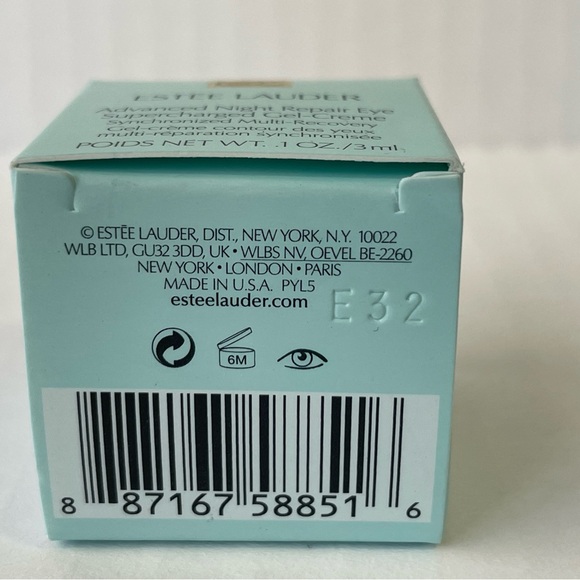 ESTĒE LAUDER
Advanced Night Repair Eye
Supercharged Gel-Creme
Synchronized Multi-Recovery
Gel-crème contour des yeux
multi-réparation synchronisée
POIDS NET WT. .1 OZ./3 ml
© ESTĒE LAUDER, DIST., NEW YORK, N.Y. 10022
WLB LTD, GU32 3DD, UK • WLBS NV, OEVEL BE-2260
NEW YORK • LONDON • PARIS
MADE IN U.S.A. PYL5
esteelauder.com
E32
6M
8 87167 58851 6